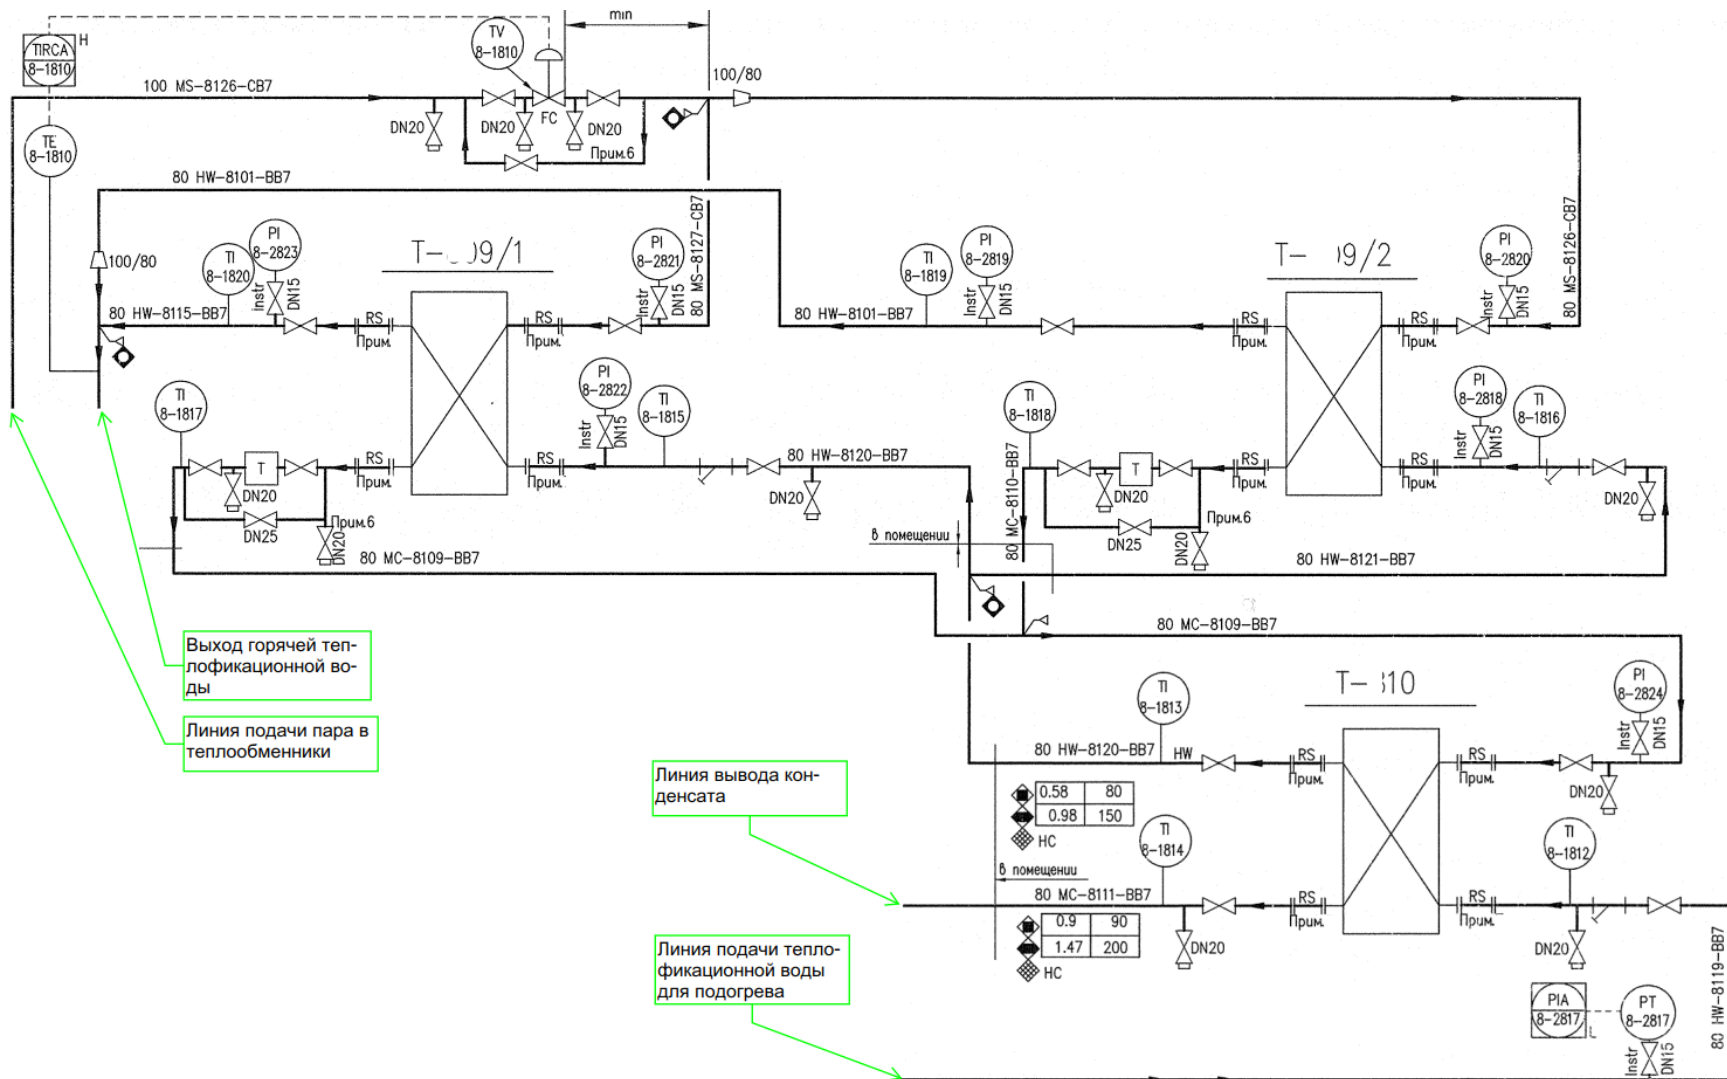 min
TIRCA
8-1810
H
TV
8-1810
100 MS-8126-CB7
100/80
DN20
DN20
FC
DN20
Прим.6
TE
8-1810
80 HW-8101-BB7
80 MS-8127-CB7
80 MS-8126-CB7
100/80
TI
8-1820
PI
8-2823
Instr
DN15
80 HW-8115-BB7
RS
Прим.
RS
Прим.
PI
8-2821
Instr
DN15
TI
8-1819
PI
8-2819
Instr
DN15
80 HW-8101-BB7
RS
Прим.
RS
Прим.
PI
8-2820
Instr
DN15
TI
8-1817
T
DN20
DN25
Прим.6
DN20
RS
Прим.
RS
Прим.
PI
8-2822
Instr
DN15
TI
8-1815
80 HW-8120-BB7
DN20
TI
8-1818
80 MC-8110-BB7
T
DN20
DN25
Прим.6
DN20
RS
Прим.
RS
Прим.
PI
8-2818
Instr
DN15
TI
8-1816
DN20
80 MC-8109-BB7
в помещении
80 HW-8121-BB7
80 MC-8109-BB7
Выход горячей теп-
лофикационной во-
ды
Линия подачи пара в
теплообменники
TI
8-1813
80 HW-8120-BB7
HW
RS
Прим.
RS
Прим.
PI
8-2824
Instr
DN15
DN20
Линия вывода кон-
денсата
0.58 80
0.98 150
НС
TI
8-1814
в помещении
80 MC-8111-BB7
RS
Прим.
RS
Прим.
TI
8-1812
DN20
DN20
0.9 90
1.47 200
НС
Линия подачи тепло-
фикационной воды
для подогрева
PIA
8-2817
L
PT
8-2817
Instr
DN15
80 HW-8119-BB7